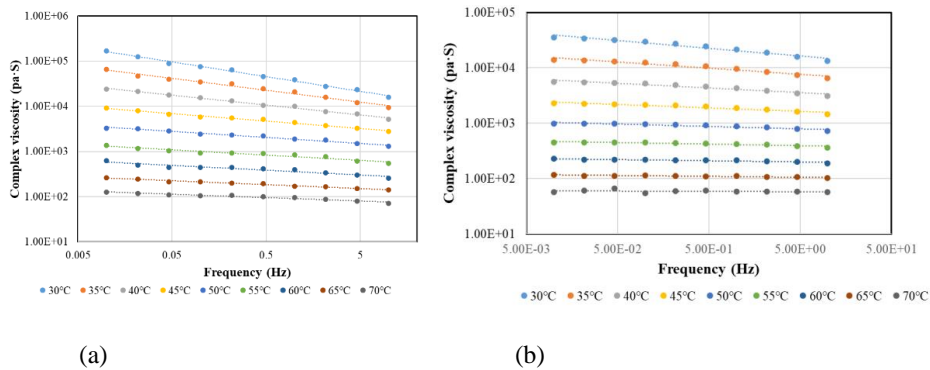 1.00E+06
1.00E+05
1.00E+04
1.00E+03
1.00E+02
1.00E+01
Complex viscosity (pa·S)
0.005 0.05 0.5 5
Frequency (Hz)
30°C 35°C 40°C 45°C 50°C 55°C 60°C 65°C 70°C
(a)
1.00E+05
1.00E+04
1.00E+03
1.00E+02
1.00E+01
Complex viscosity (pa·S)
5.00E-03 5.00E-02 5.00E-01 5.00E+00 5.00E+01
Frequency (Hz)
30°C 35°C 40°C 45°C 50°C 55°C 60°C 65°C 70°C
(b)